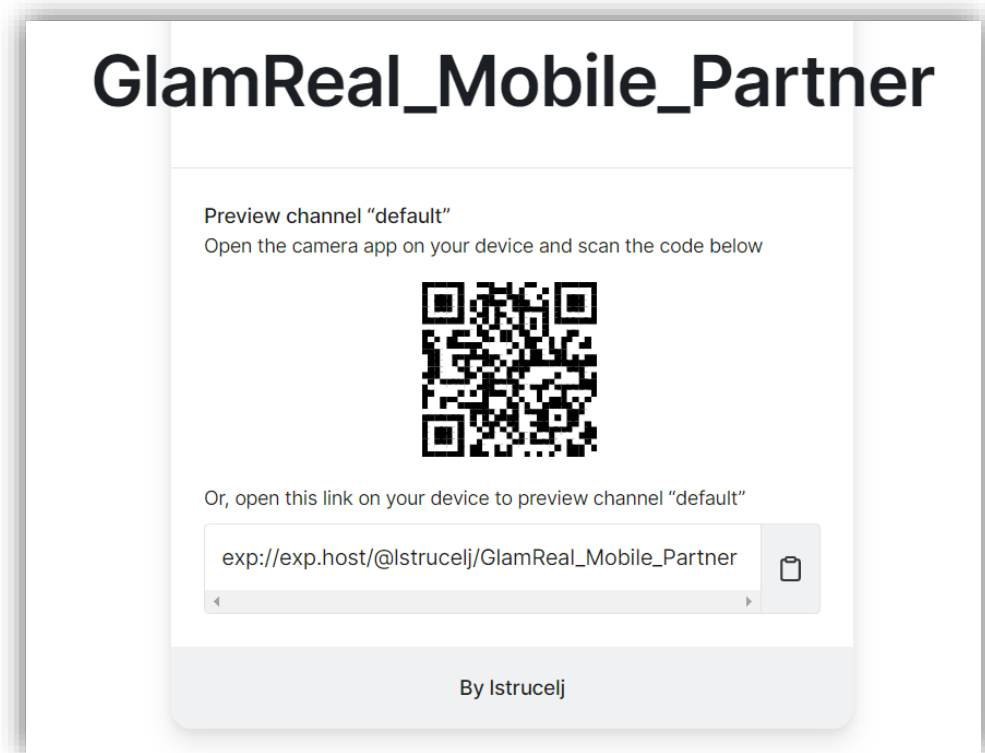 GlamReal_Mobile_Partner
Preview channel “default”
Open the camera app on your device and scan the code below
Or, open this link on your device to preview channel “default”
exp://exp.host/@lstrucelj/GlamReal_Mobile_Partner
By lstrucelj